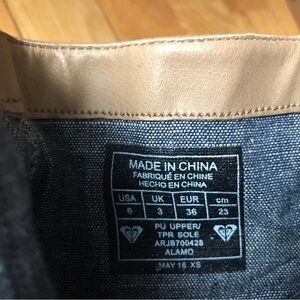 MADE IN CHINA
FABRIQUÉ EN CHINE
HECHO EN CHINA
USA UK EUR cm
6 3 36 23
PU UPPER/
TPR SOLE
ARJB700428
ALAMO
MAY 16 XS